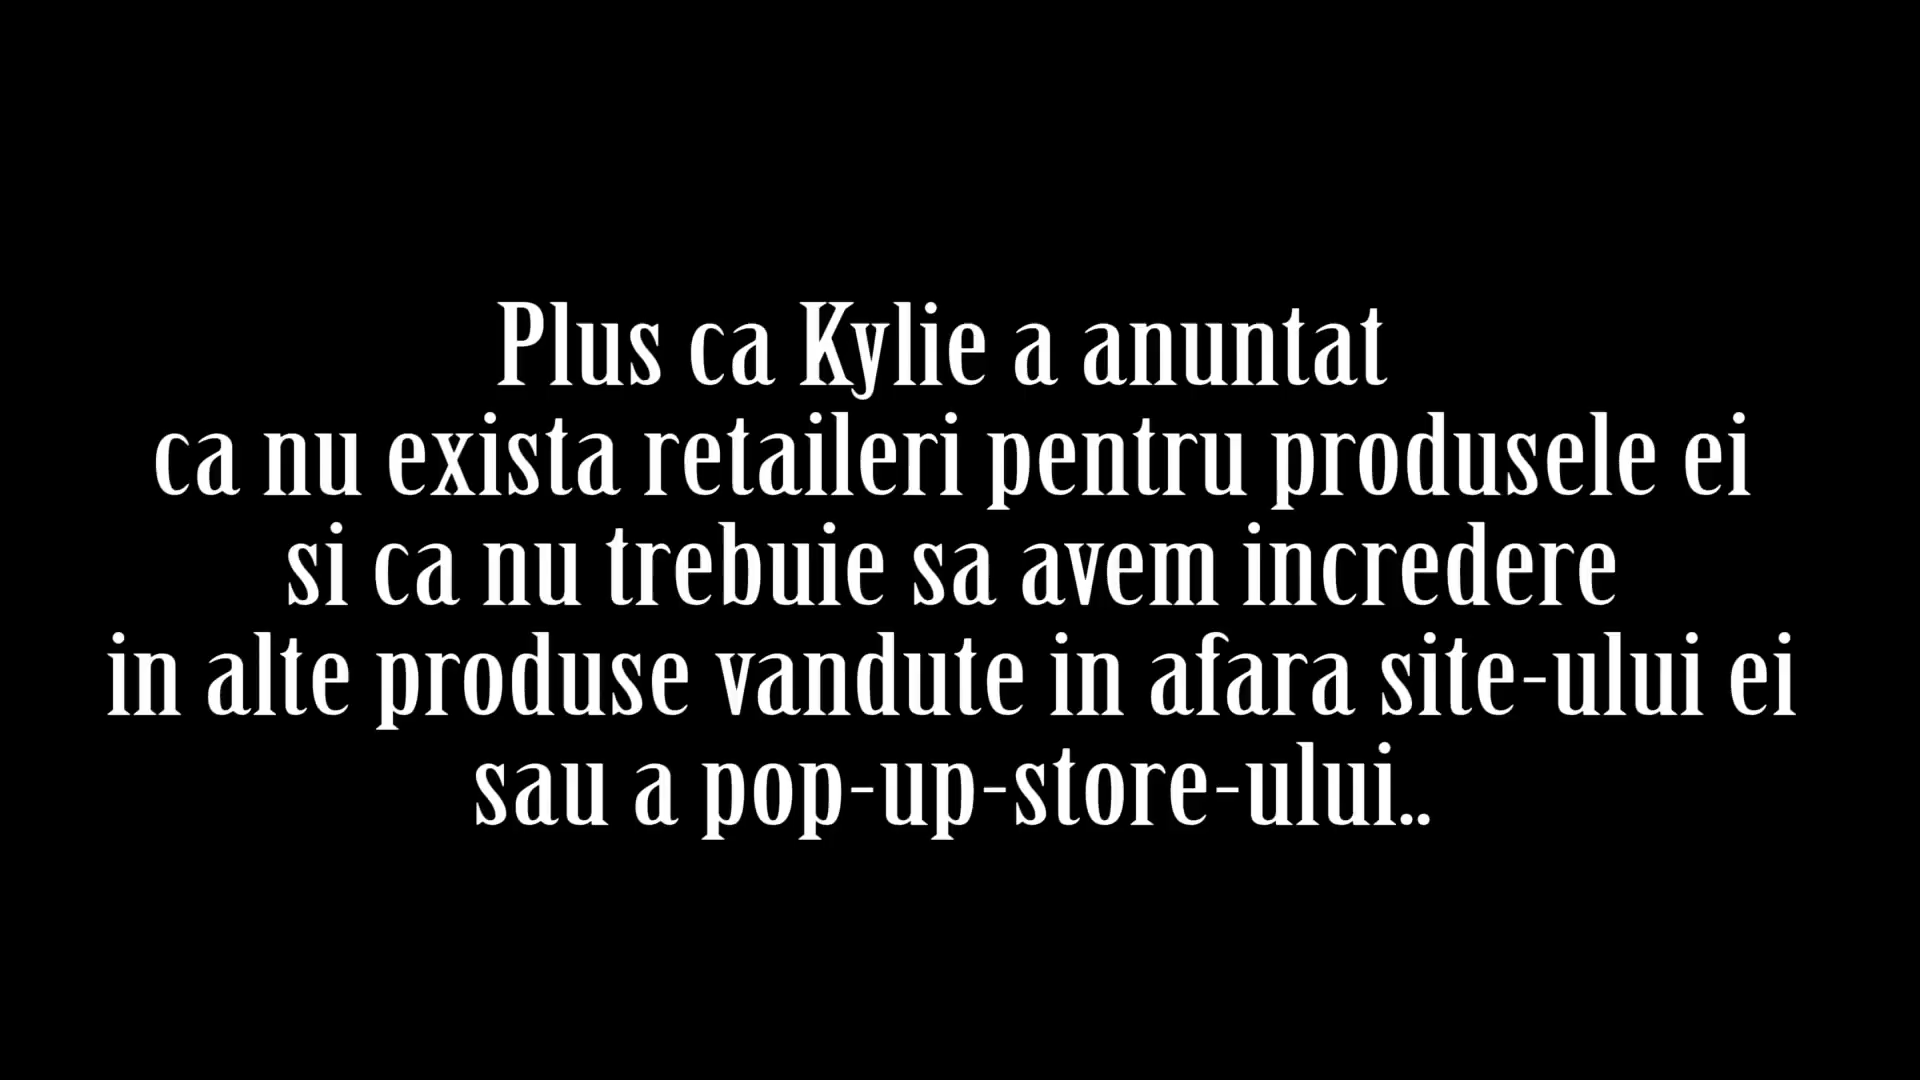 Plus ca Kylie a anuntat
ca nu exista retaileri pentru produsele ei
si ca nu trebuie sa avem incredere
in alte produse vandute in afara site-ului ei
sau a pop-up-store-ului..